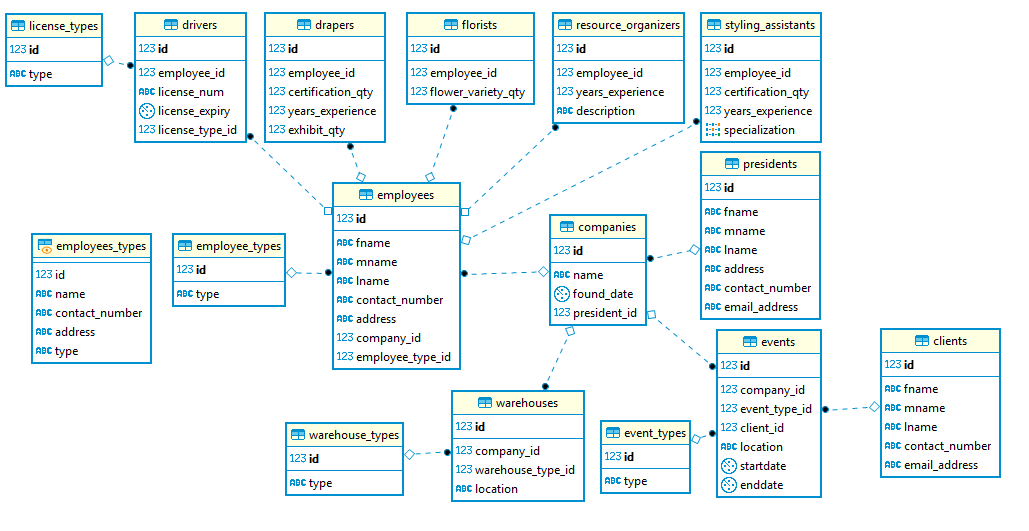 license_types
123 id
ABC type
drivers
123 id
123 employee_id
ABC license_num
license_expiry
123 license_type_id
drapers
123 id
123 employee_id
123 certification_qty
123 years_experience
123 exhibit_qty
florists
123 id
123 employee_id
123 flower_variety_qty
resource_organizers
123 id
123 employee_id
123 years_experience
ABC description
styling_assistants
123 id
123 employee_id
123 certification_qty
123 years_experience
specialization
presidents
123 id
ABC fname
ABC mname
ABC lname
ABC address
ABC contact_number
ABC email_address
employees
123 id
ABC fname
ABC mname
ABC lname
ABC contact_number
ABC address
123 company_id
123 employee_type_id
companies
123 id
ABC name
found_date
123 president_id
employees_types
123 id
ABC name
ABC contact_number
ABC address
ABC type
employee_types
123 id
ABC type
events
123 id
123 company_id
123 event_type_id
123 client_id
ABC location
startdate
enddate
clients
123 id
ABC fname
ABC mname
ABC lname
ABC contact_number
ABC email_address
warehouses
123 id
123 company_id
123 warehouse_type_id
ABC location
warehouse_types
123 id
ABC type
event_types
123 id
ABC type